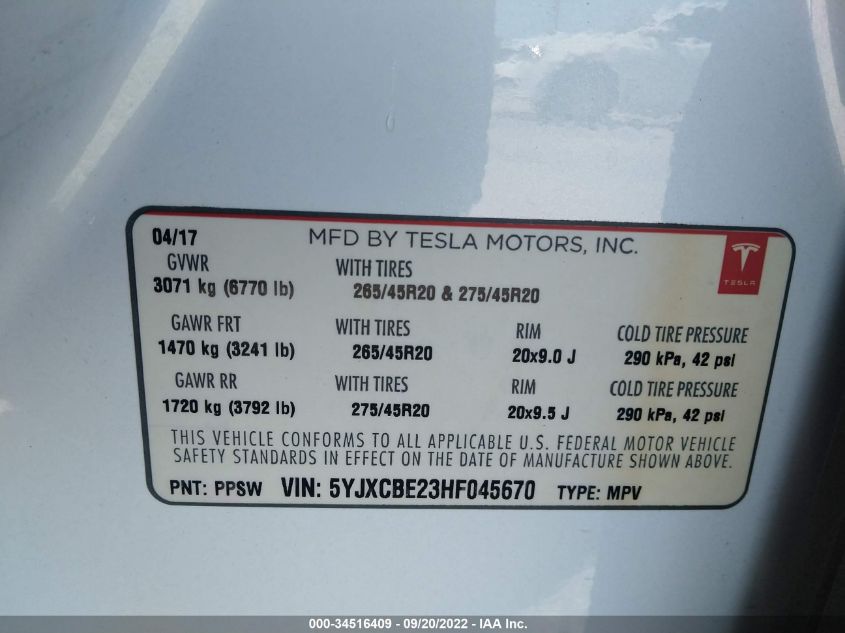 04/17 MFD BY TESLA MOTORS, INC.
TESLA
GVWR WITH TIRES
3071 kg (6770 lb) 265/45R20 & 275/45R20
GAWR FRT WITH TIRES RIM COLD TIRE PRESSURE
1470 kg (3241 lb) 265/45R20 20x9.0 J 290 kPa, 42 psi
GAWR RR WITH TIRES RIM COLD TIRE PRESSURE
1720 kg (3792 lb) 275/45R20 20x9.5 J 290 kPa, 42 psi
THIS VEHICLE CONFORMS TO ALL APPLICABLE U.S. FEDERAL MOTOR VEHICLE
SAFETY STANDARDS IN EFFECT ON THE DATE OF MANUFACTURE SHOWN ABOVE.
PNT: PPSW VIN: 5YJXCBE23HF045670 TYPE: MPV
000-34516409 - 09/20/2022 - IAA Inc.